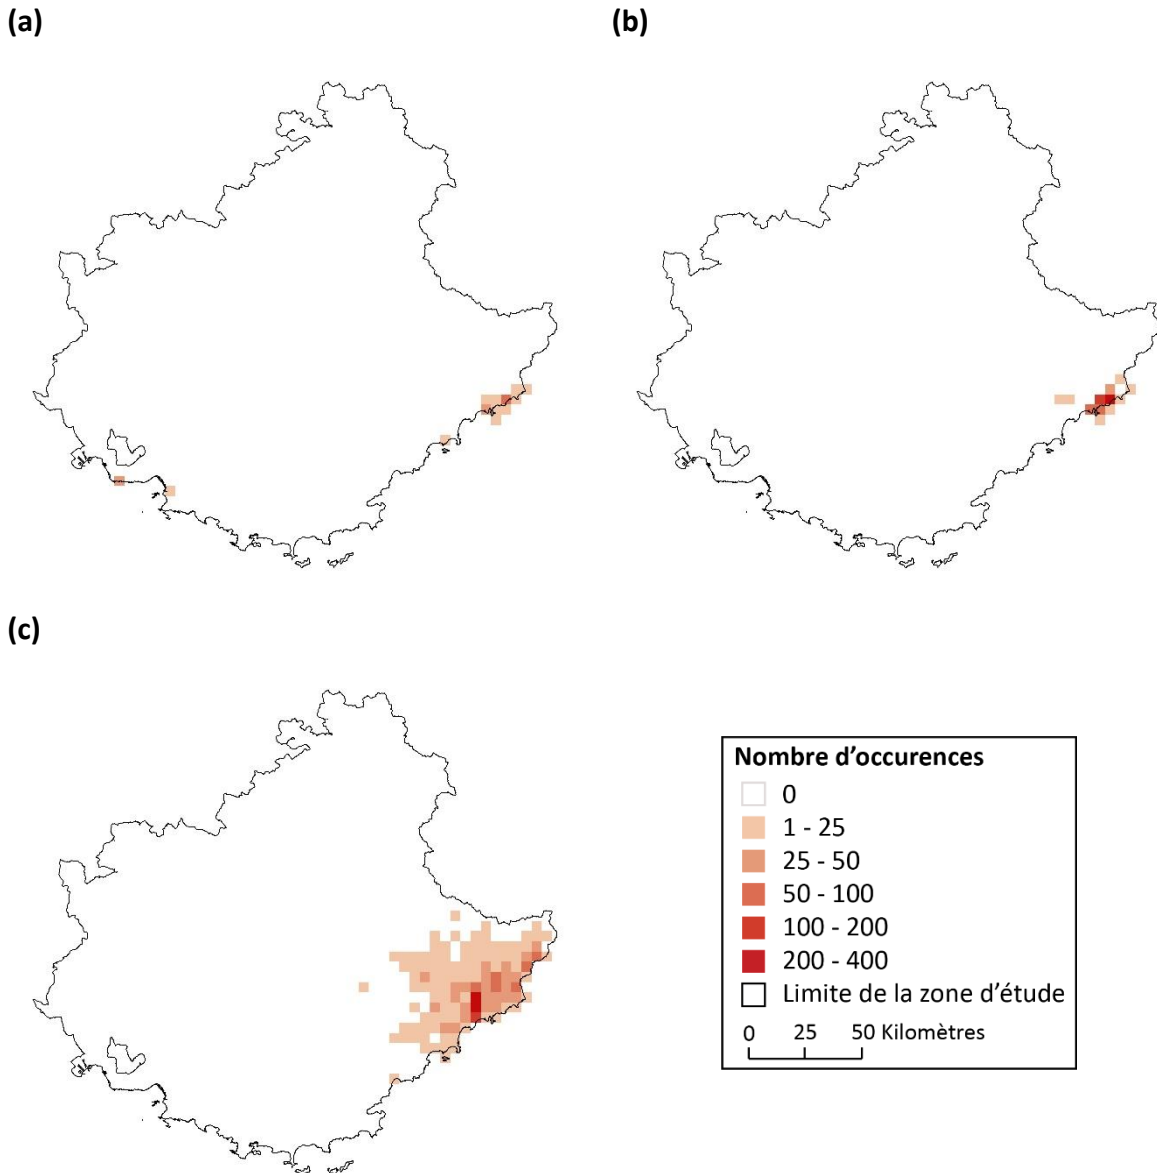 (a)
(b)
(c)
Nombre d'occurences
0
1 - 25
25 - 50
50 - 100
100 - 200
200 - 400
Limite de la zone d'étude
0 25 50 Kilomètres